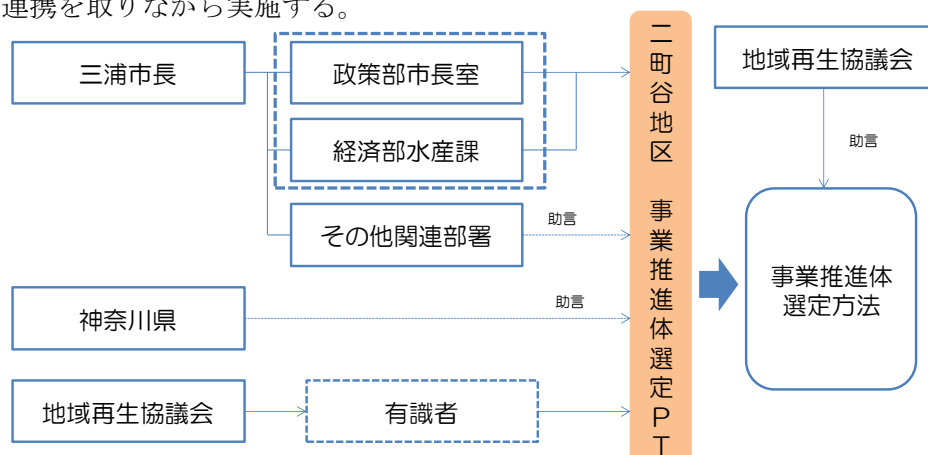 連携を取りながら実施する。
三浦市長
政策部市長室
経済部水産課
その他関連部署
助言
神奈川県
助言
地域再生協議会
有識者
二町谷地区 事業推進体選定PT
地域再生協議会
助言
事業推進体
選定方法